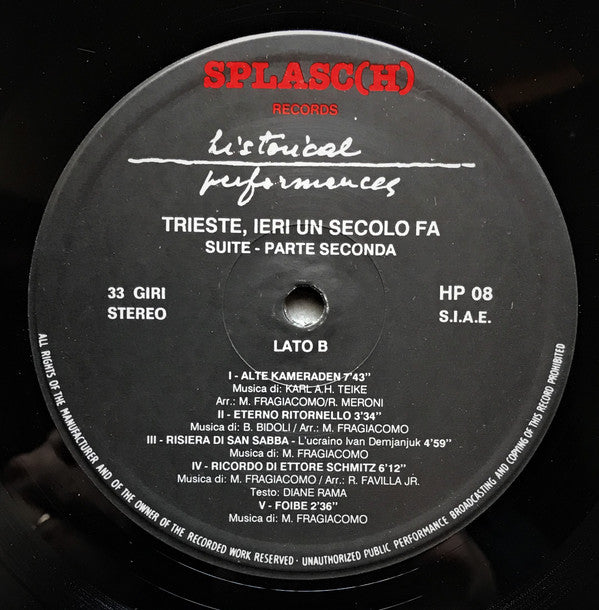 SPLASC(H)
RECORDS
historical
performances
TRIESTE, IERI UN SECOLO FA
SUITE - PARTE SECONDA
33 GIRI
STEREO
HP 08
S.I.A.E.
LATO B
I - ALTE KAMERADEN 7'43"
Musica di: KARL A.H. TEIKE
Arr.: M. FRAGIACOMO/R. MERONI
II - ETERNO RITORNELLO 3'34"
Musica di: B. BIDOLI / Arr.: M. FRAGIACOMO
III - RISIERA DI SAN SABBA - L'ucraino Ivan Demjanjuk 4'59"
Musica di: M. FRAGIACOMO
IV - RICORDO DI ETTORE SCHMITZ 6'12"
Musica di: M. FRAGIACOMO / Arr.: R. FAVILLA JR.
Testo: DIANE RAMA
V - FOIBE 2'36"
Musica di: M. FRAGIACOMO
ALL RIGHTS OF THE MANUFACTURER AND OF THE OWNER OF THE RECORDED WORK RESERVED - UNAUTHORIZED PUBLIC PERFORMANCE BROADCASTING AND COPYING OF THIS RECORD PROHIBITED